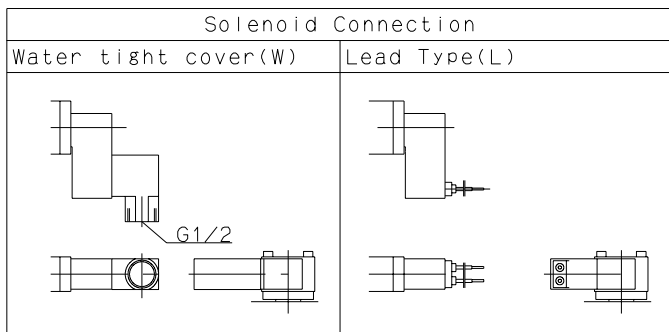 Solenoid Connection
Water tight cover(W)
Lead Type(L)
G1/2